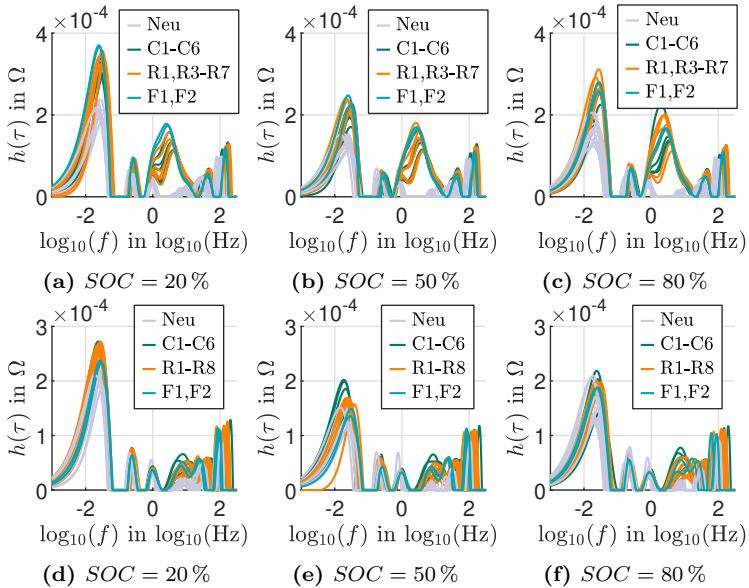 ×10⁻⁴ ×10⁻⁴ ×10⁻⁴
Neu Neu Neu
C1-C6 C1-C6 C1-C6
R1,R3-R7 R1,R3-R7 R1,R3-R7
F1,F2 F1,F2 F1,F2
h(τ) in Ω h(τ) in Ω h(τ) in Ω
4 4 4
2 2 2
0 0 0
-2 0 2 -2 0 2 -2 0 2
log₁₀(f) in log₁₀(Hz) log₁₀(f) in log₁₀(Hz) log₁₀(f) in log₁₀(Hz)
(a) SOC = 20 % (b) SOC = 50 % (c) SOC = 80 %
×10⁻⁴ ×10⁻⁴ ×10⁻⁴
Neu Neu Neu
C1-C6 C1-C6 C1-C6
R1-R8 R1-R8 R1-R8
F1,F2 F1,F2 F1,F2
h(τ) in Ω h(τ) in Ω h(τ) in Ω
3 3 3
2 2 2
1 1 1
0 0 0
-2 0 2 -2 0 2 -2 0 2
log₁₀(f) in log₁₀(Hz) log₁₀(f) in log₁₀(Hz) log₁₀(f) in log₁₀(Hz)
(d) SOC = 20 % (e) SOC = 50 % (f) SOC = 80 %